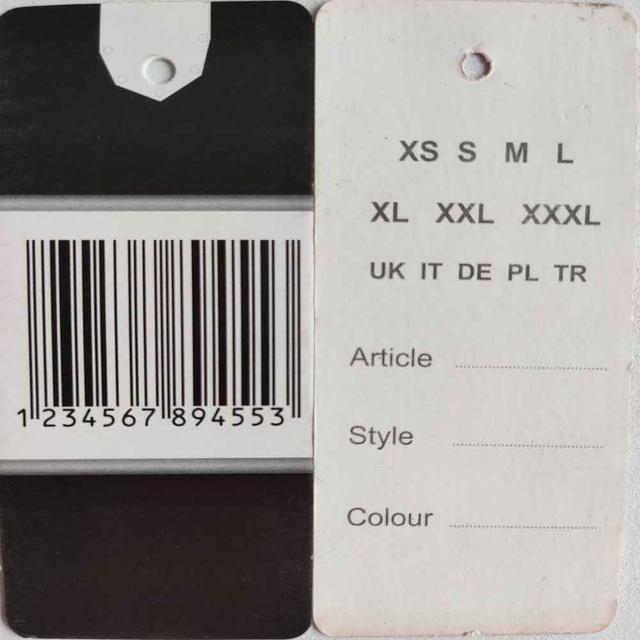 1 234567 894553
XS S M L
XL XXL XXXL
UK IT DE PL TR
Article
Style
Colour